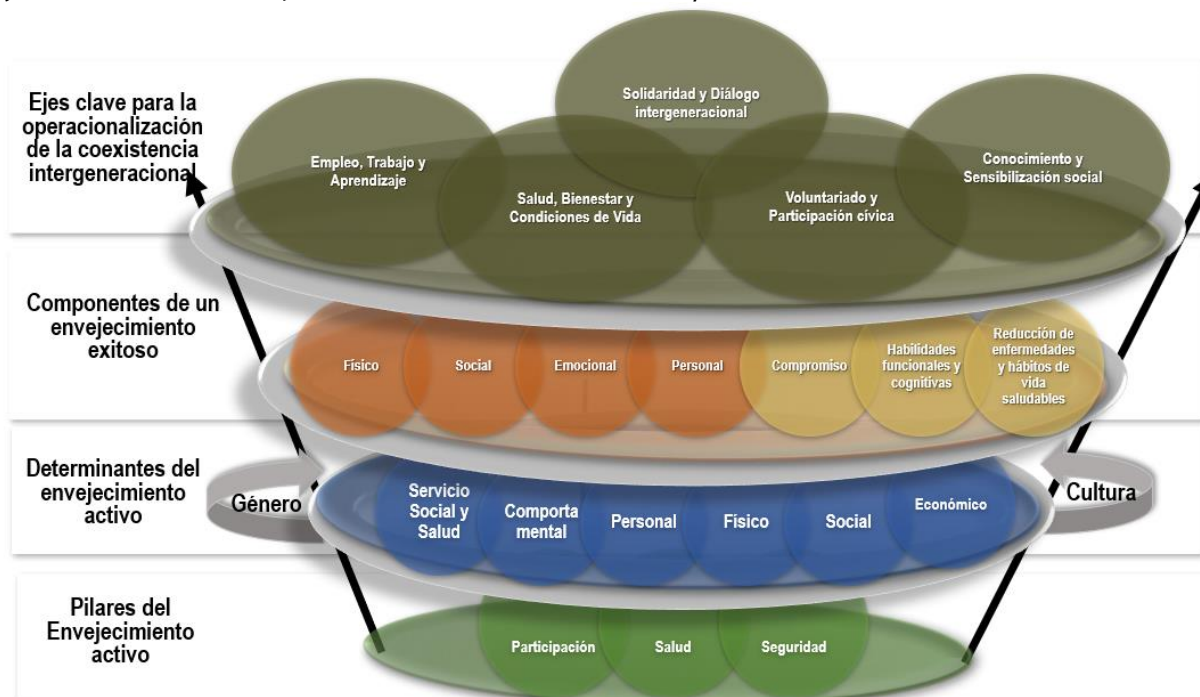 Ejes clave para la
operacionalización
de la coexistencia
intergeneracional
Solidaridad y Diálogo
intergeneracional
Empleo, Trabajo y
Aprendizaje
Salud, Bienestar y
Condiciones de Vida
Voluntariado y
Participación cívica
Conocimiento y
Sensibilización social
Componentes de un
envejecimiento
exitoso
Físico
Social
Emocional
Personal
Compromiso
Habilidades
funcionales y
cognitivas
Reducción de
enfermedades
y hábitos de
vida
saludables
Determinantes del
envejecimiento
activo
Género
Servicio
Social y
Salud
Comporta
mental
Personal
Físico
Social
Económico
Cultura
Pilares del
Envejecimiento
activo
Participación
Salud
Seguridad